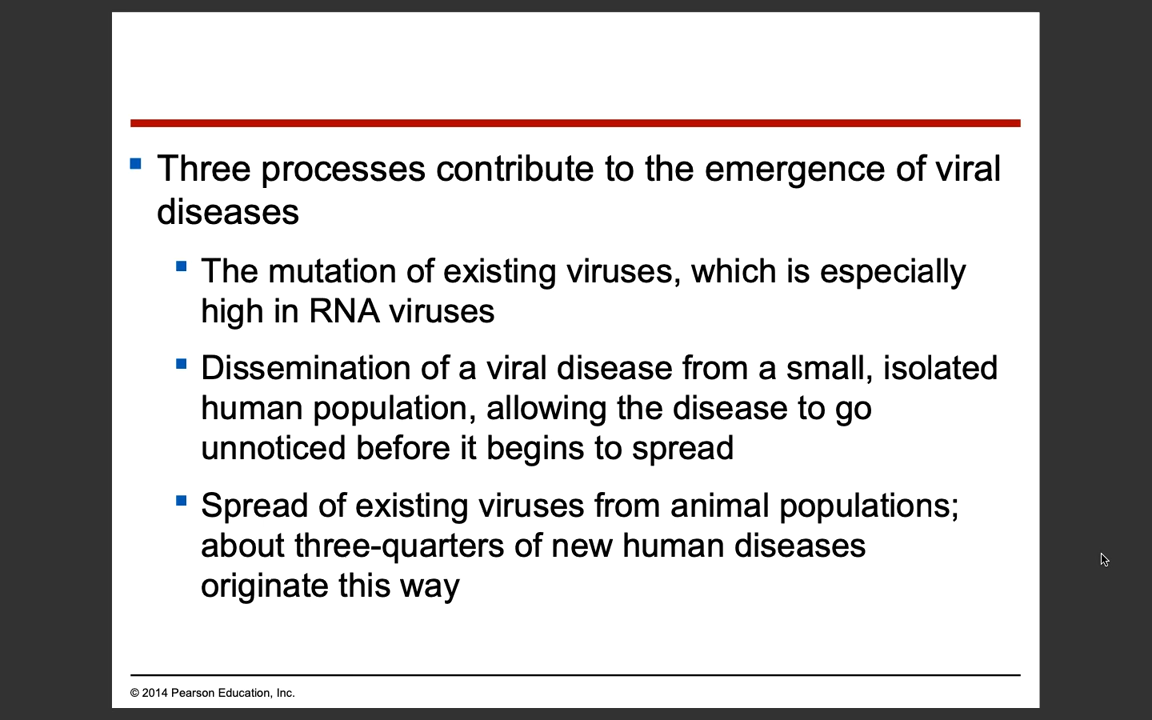 Three processes contribute to the emergence of viral
diseases
The mutation of existing viruses, which is especially
high in RNA viruses
Dissemination of a viral disease from a small, isolated
human population, allowing the disease to go
unnoticed before it begins to spread
Spread of existing viruses from animal populations;
about three-quarters of new human diseases
originate this way
© 2014 Pearson Education, Inc.